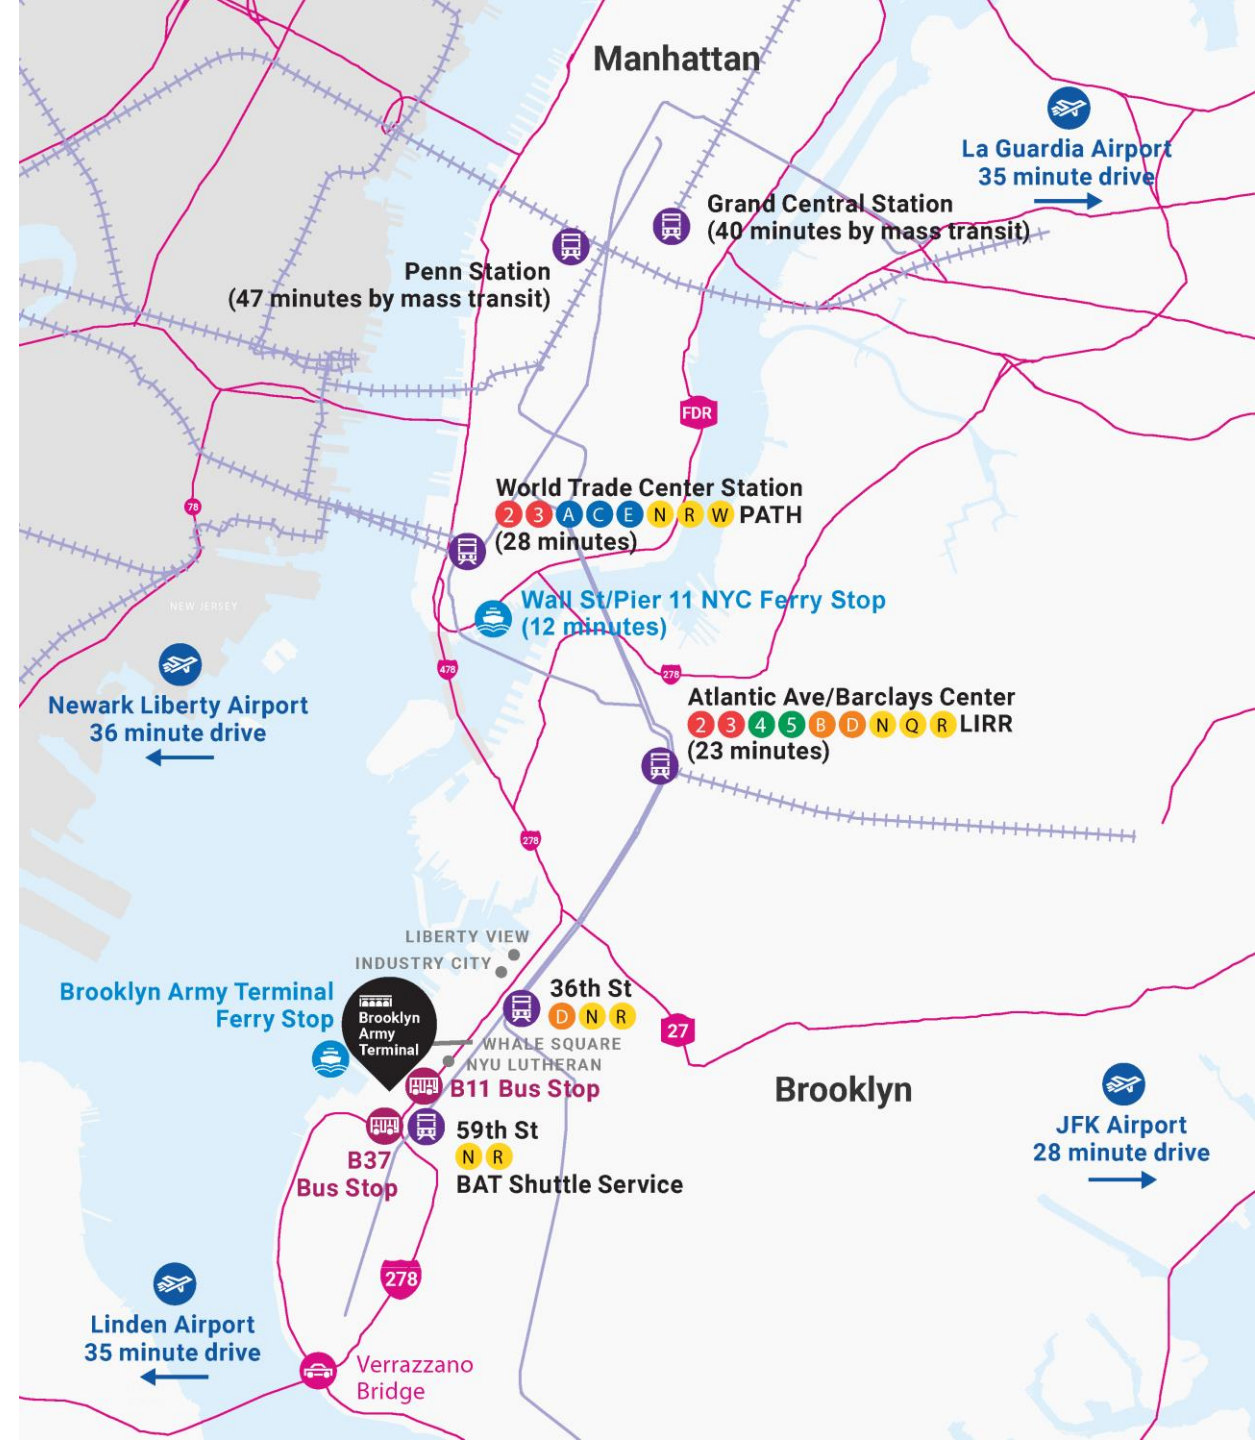 Manhattan
La Guardia Airport
35 minute drive
Grand Central Station
(40 minutes by mass transit)
Penn Station
(47 minutes by mass transit)
FDR
World Trade Center Station
2 3 A C E N R W PATH
(28 minutes)
78
NEW JERSEY
Wall St/Pier 11 NYC Ferry Stop
(12 minutes)
478
278
Newark Liberty Airport
36 minute drive
Atlantic Ave/Barclays Center
2 3 4 5 B D N Q R LIRR
(23 minutes)
278
LIBERTY VIEW
INDUSTRY CITY
Brooklyn Army Terminal
Ferry Stop
Brooklyn
Army
Terminal
36th St
D N R
27
WHALE SQUARE
NYU LUTHERAN
B11 Bus Stop
Brooklyn
JFK Airport
28 minute drive
59th St
N R
BAT Shuttle Service
B37
Bus Stop
278
Linden Airport
35 minute drive
Verrazzano
Bridge